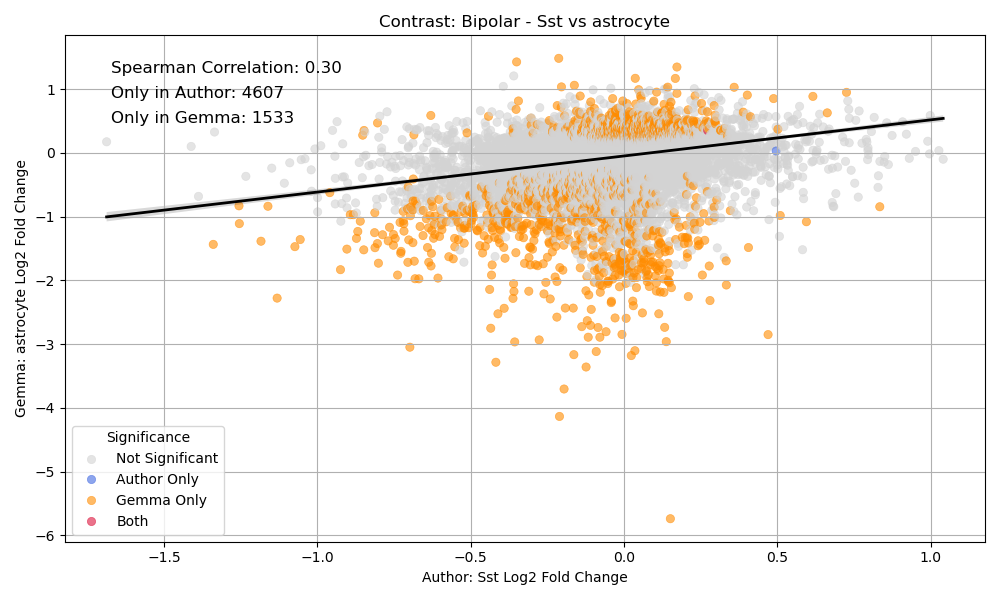 Contrast: Bipolar - Sst vs astrocyte
Spearman Correlation: 0.30
Only in Author: 4607
Only in Gemma: 1533
Gemma: astrocyte Log2 Fold Change
1
0
−1
−2
−3
−4
−5
−6
Significance
Not Significant
Author Only
Gemma Only
Both
−1.5 −1.0 −0.5 0.0 0.5 1.0
Author: Sst Log2 Fold Change